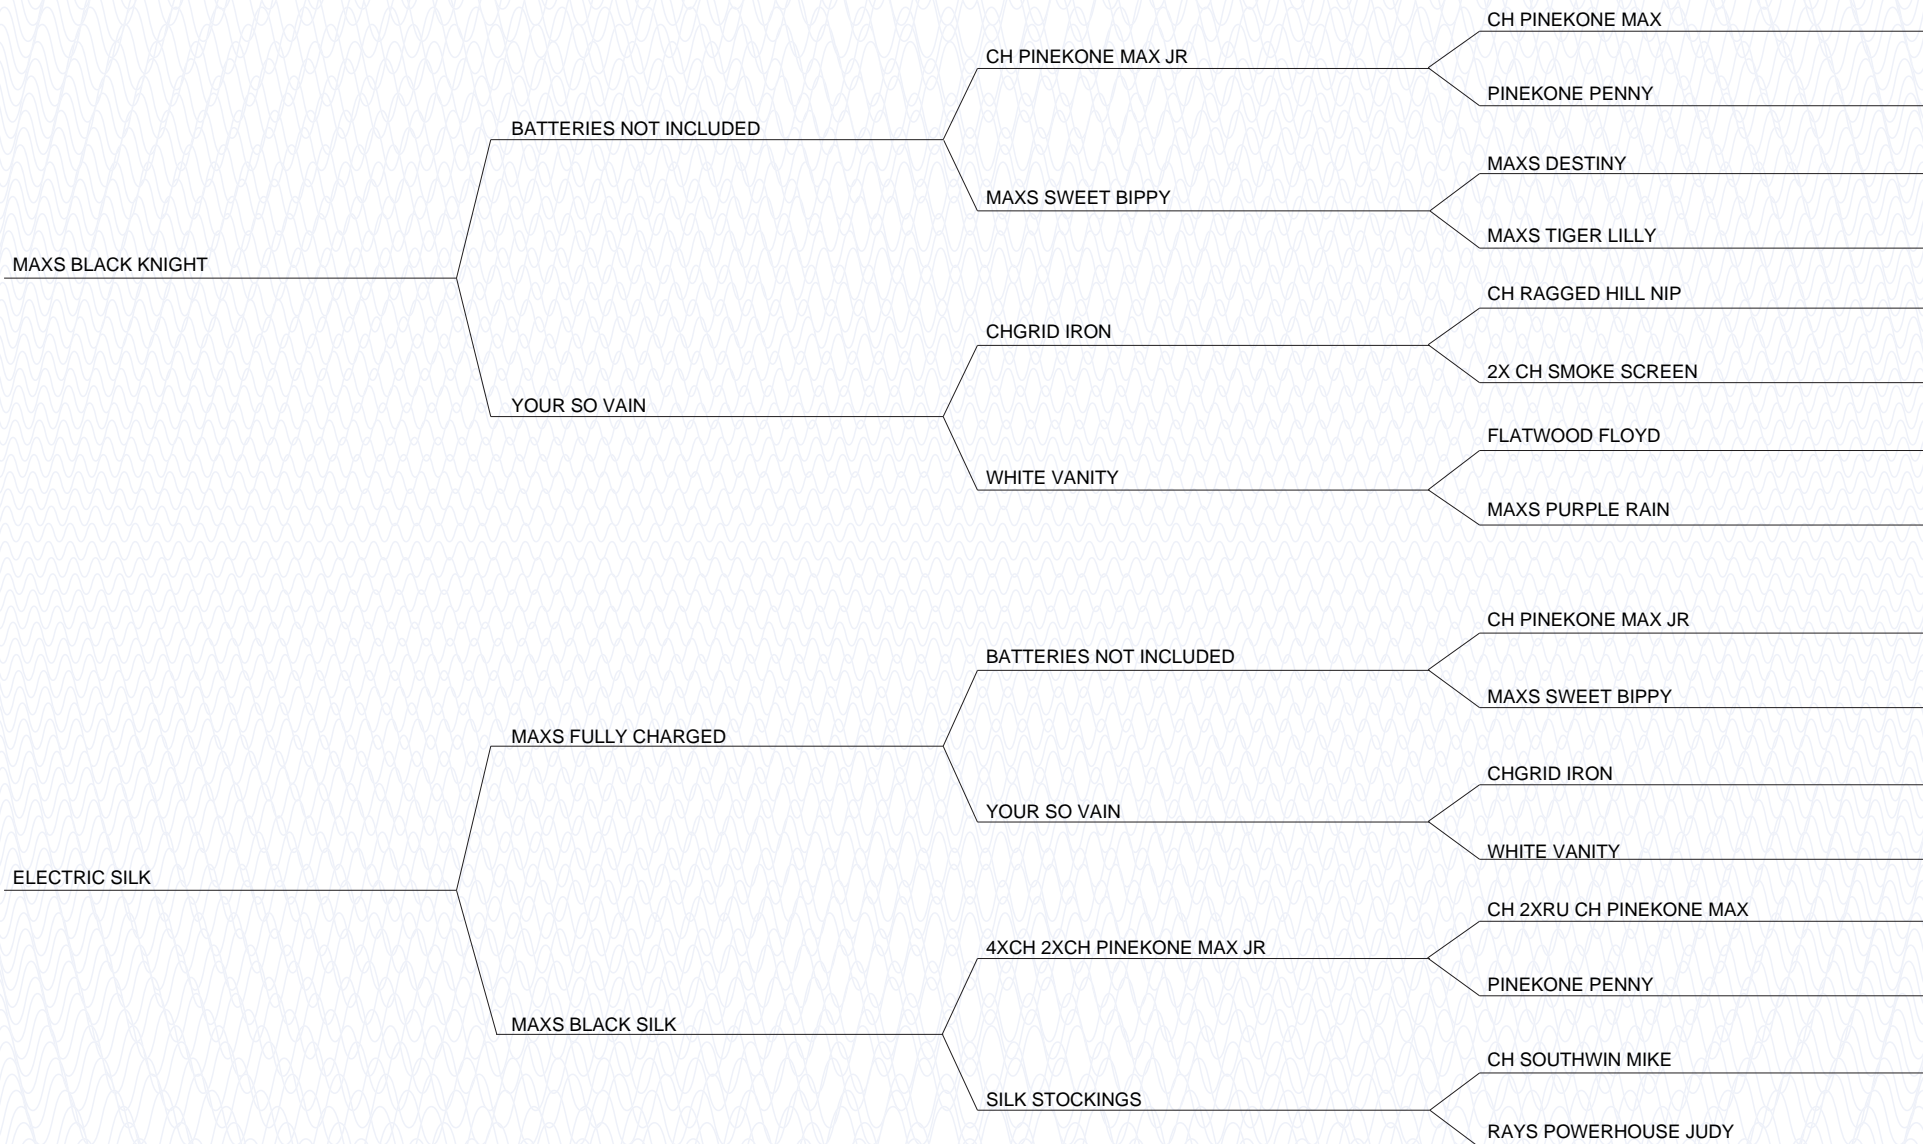 CH PINEKONE MAX
CH PINEKONE MAX JR
PINEKONE PENNY
BATTERIES NOT INCLUDED
MAXS DESTINY
MAXS SWEET BIPPY
MAXS TIGER LILLY
MAXS BLACK KNIGHT
CH RAGGED HILL NIP
CHGRID IRON
2X CH SMOKE SCREEN
YOUR SO VAIN
FLATWOOD FLOYD
WHITE VANITY
MAXS PURPLE RAIN
CH PINEKONE MAX JR
BATTERIES NOT INCLUDED
MAXS SWEET BIPPY
MAXS FULLY CHARGED
CHGRID IRON
YOUR SO VAIN
WHITE VANITY
ELECTRIC SILK
CH 2XRU CH PINEKONE MAX
4XCH 2XCH PINEKONE MAX JR
PINEKONE PENNY
MAXS BLACK SILK
CH SOUTHWIN MIKE
SILK STOCKINGS
RAYS POWERHOUSE JUDY